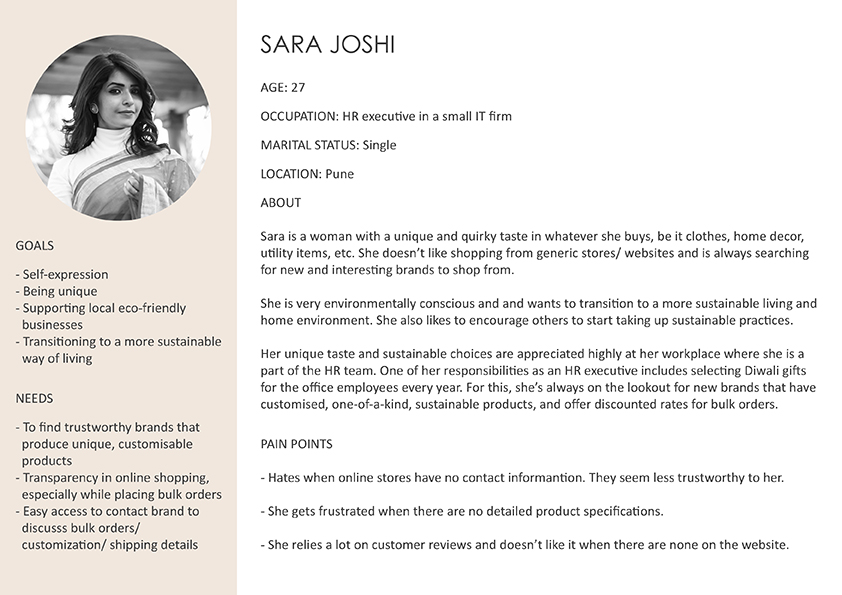 SARA JOSHI
AGE: 27
OCCUPATION: HR executive in a small IT firm
MARITAL STATUS: Single
LOCATION: Pune
ABOUT
Sara is a woman with a unique and quirky taste in whatever she buys, be it clothes, home decor,
utility items, etc. She doesn’t like shopping from generic stores/ websites and is always searching
for new and interesting brands to shop from.
She is very environmentally conscious and and wants to transition to a more sustainable living and
home environment. She also likes to encourage others to start taking up sustainable practices.
Her unique taste and sustainable choices are appreciated highly at her workplace where she is a
part of the HR team. One of her responsibilities as an HR executive includes selecting Diwali gifts
for the office employees every year. For this, she’s always on the lookout for new brands that have
customised, one-of-a-kind, sustainable products, and offer discounted rates for bulk orders.
PAIN POINTS
- Hates when online stores have no contact informantion. They seem less trustworthy to her.
- She gets frustrated when there are no detailed product specifications.
- She relies a lot on customer reviews and doesn’t like it when there are none on the website.
GOALS
- Self-expression
- Being unique
- Supporting local eco-friendly
businesses
- Transitioning to a more sustainable
way of living
NEEDS
- To find trustworthy brands that
produce unique, customisable
products
- Transparency in online shopping,
especially while placing bulk orders
- Easy access to contact brand to
discusss bulk orders/
customization/ shipping details